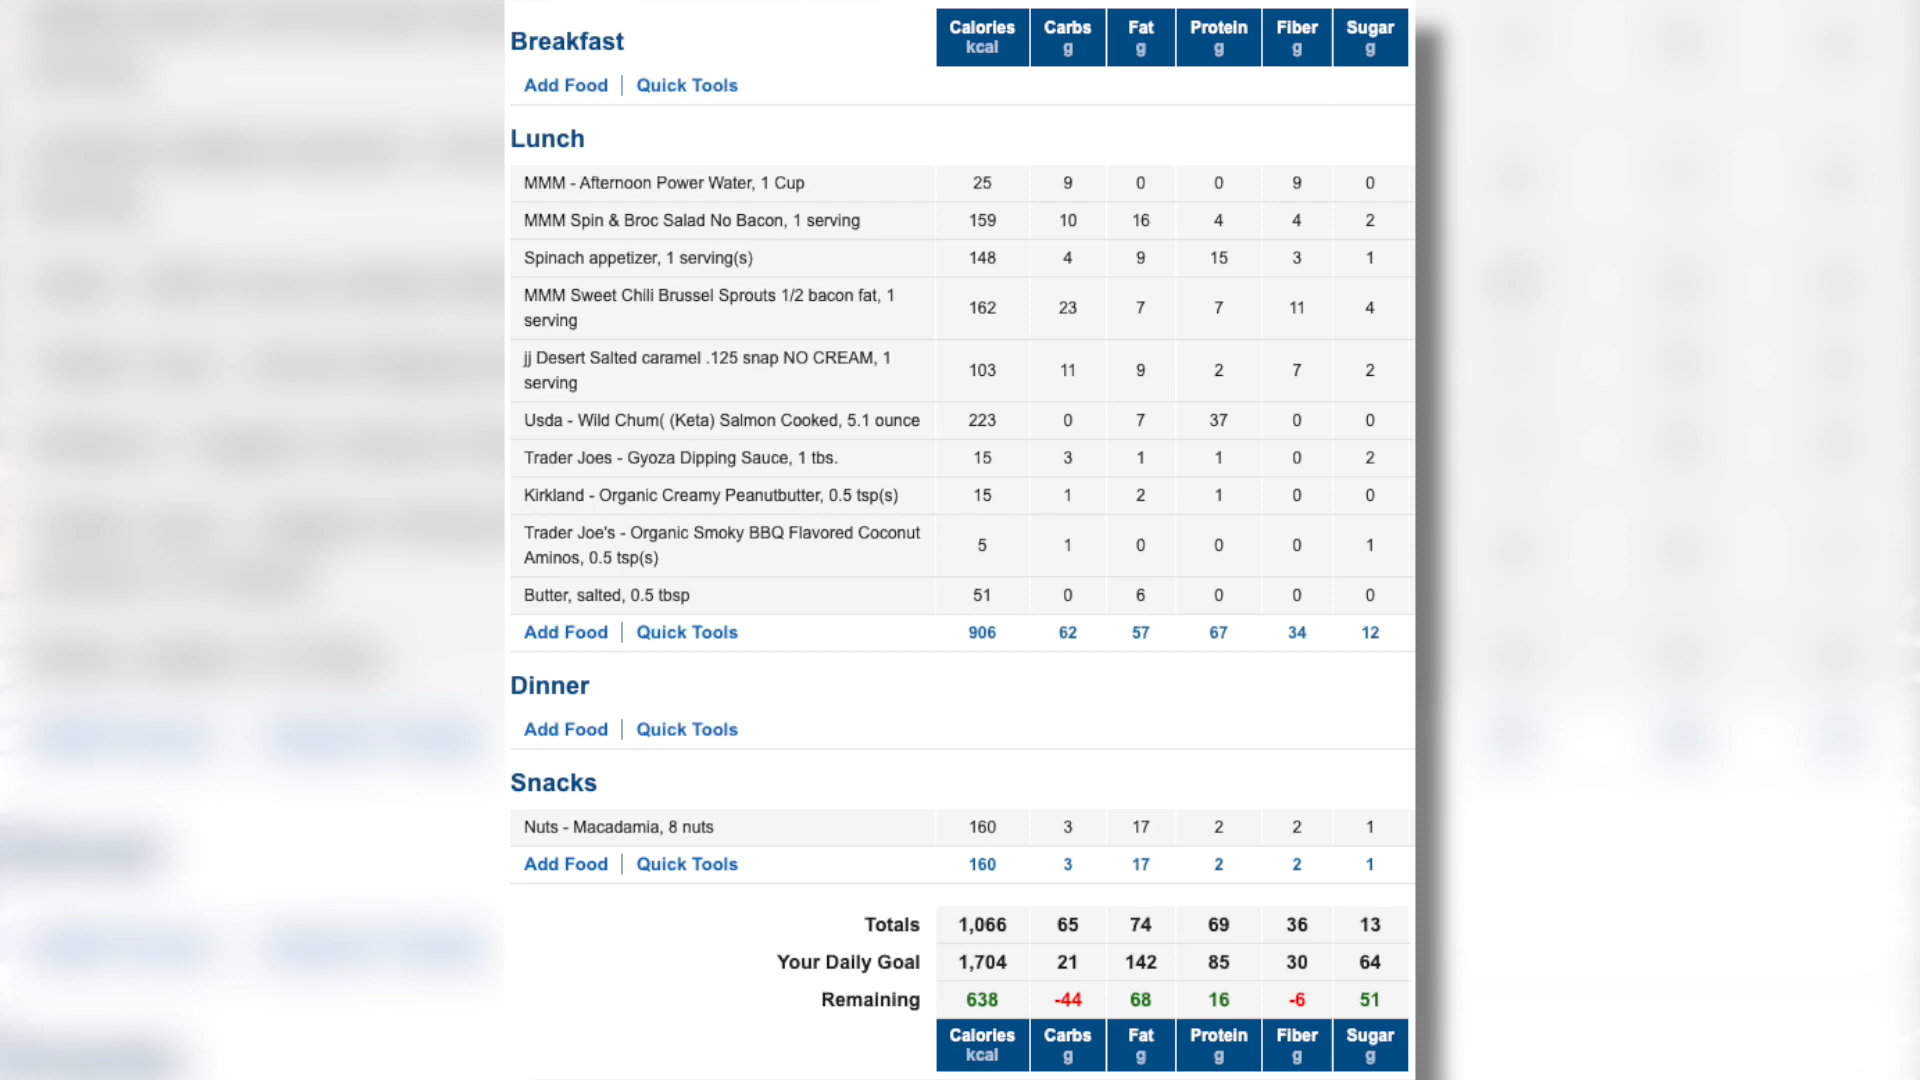 Breakfast Calories Carbs Fat Protein Fiber Sugar
kcal g g g g g
Add Food | Quick Tools
Lunch
MMM - Afternoon Power Water, 1 Cup 25 9 0 0 9 0
MMM Spin & Broc Salad No Bacon, 1 serving 159 10 16 4 4 2
Spinach appetizer, 1 serving(s) 148 4 9 15 3 1
MMM Sweet Chili Brussel Sprouts 1/2 bacon fat, 1
serving 162 23 7 7 11 4
jj Desert Salted caramel .125 snap NO CREAM, 1
serving 103 11 9 2 7 2
Usda - Wild Chum( (Keta) Salmon Cooked, 5.1 ounce 223 0 7 37 0 0
Trader Joes - Gyoza Dipping Sauce, 1 tbs. 15 3 1 1 0 2
Kirkland - Organic Creamy Peanutbutter, 0.5 tsp(s) 15 1 2 1 0 0
Trader Joe's - Organic Smoky BBQ Flavored Coconut
Aminos, 0.5 tsp(s) 5 1 0 0 0 1
Butter, salted, 0.5 tbsp 51 0 6 0 0 0
Add Food | Quick Tools 906 62 57 67 34 12
Dinner
Add Food | Quick Tools
Snacks
Nuts - Macadamia, 8 nuts 160 3 17 2 2 1
Add Food | Quick Tools 160 3 17 2 2 1
Totals 1,066 65 74 69 36 13
Your Daily Goal 1,704 21 142 85 30 64
Remaining 638 -44 68 16 -6 51
Calories Carbs Fat Protein Fiber Sugar
kcal g g g g g